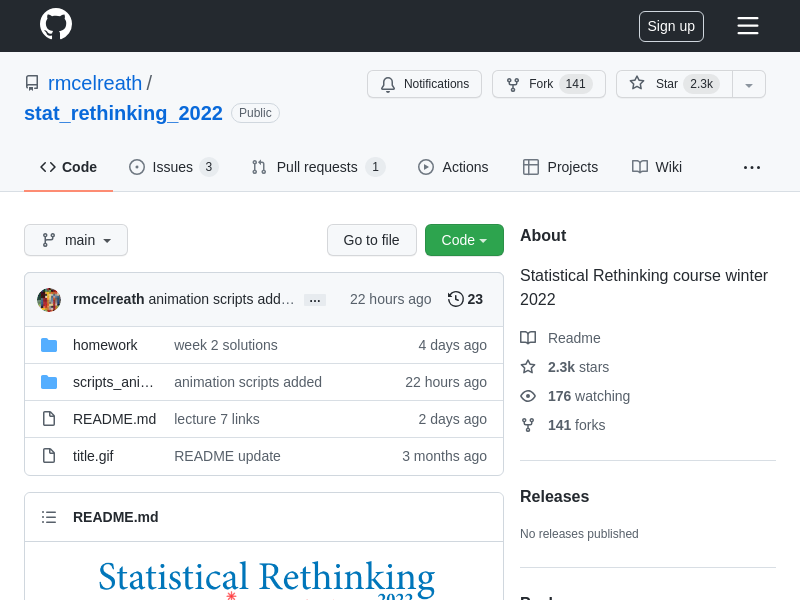 Sign up
rmcelreath /
stat_rethinking_2022 Public
Notifications
Fork 141
Star 2.3k
Code
Issues 3
Pull requests 1
Actions
Projects
Wiki
main
Go to file
Code
rmcelreath animation scripts add… … 22 hours ago 23
homework week 2 solutions 4 days ago
scripts_ani… animation scripts added 22 hours ago
README.md lecture 7 links 2 days ago
title.gif README update 3 months ago
README.md
Statistical Rethinking
2022
About
Statistical Rethinking course winter
2022
Readme
2.3k stars
176 watching
141 forks
Releases
No releases published